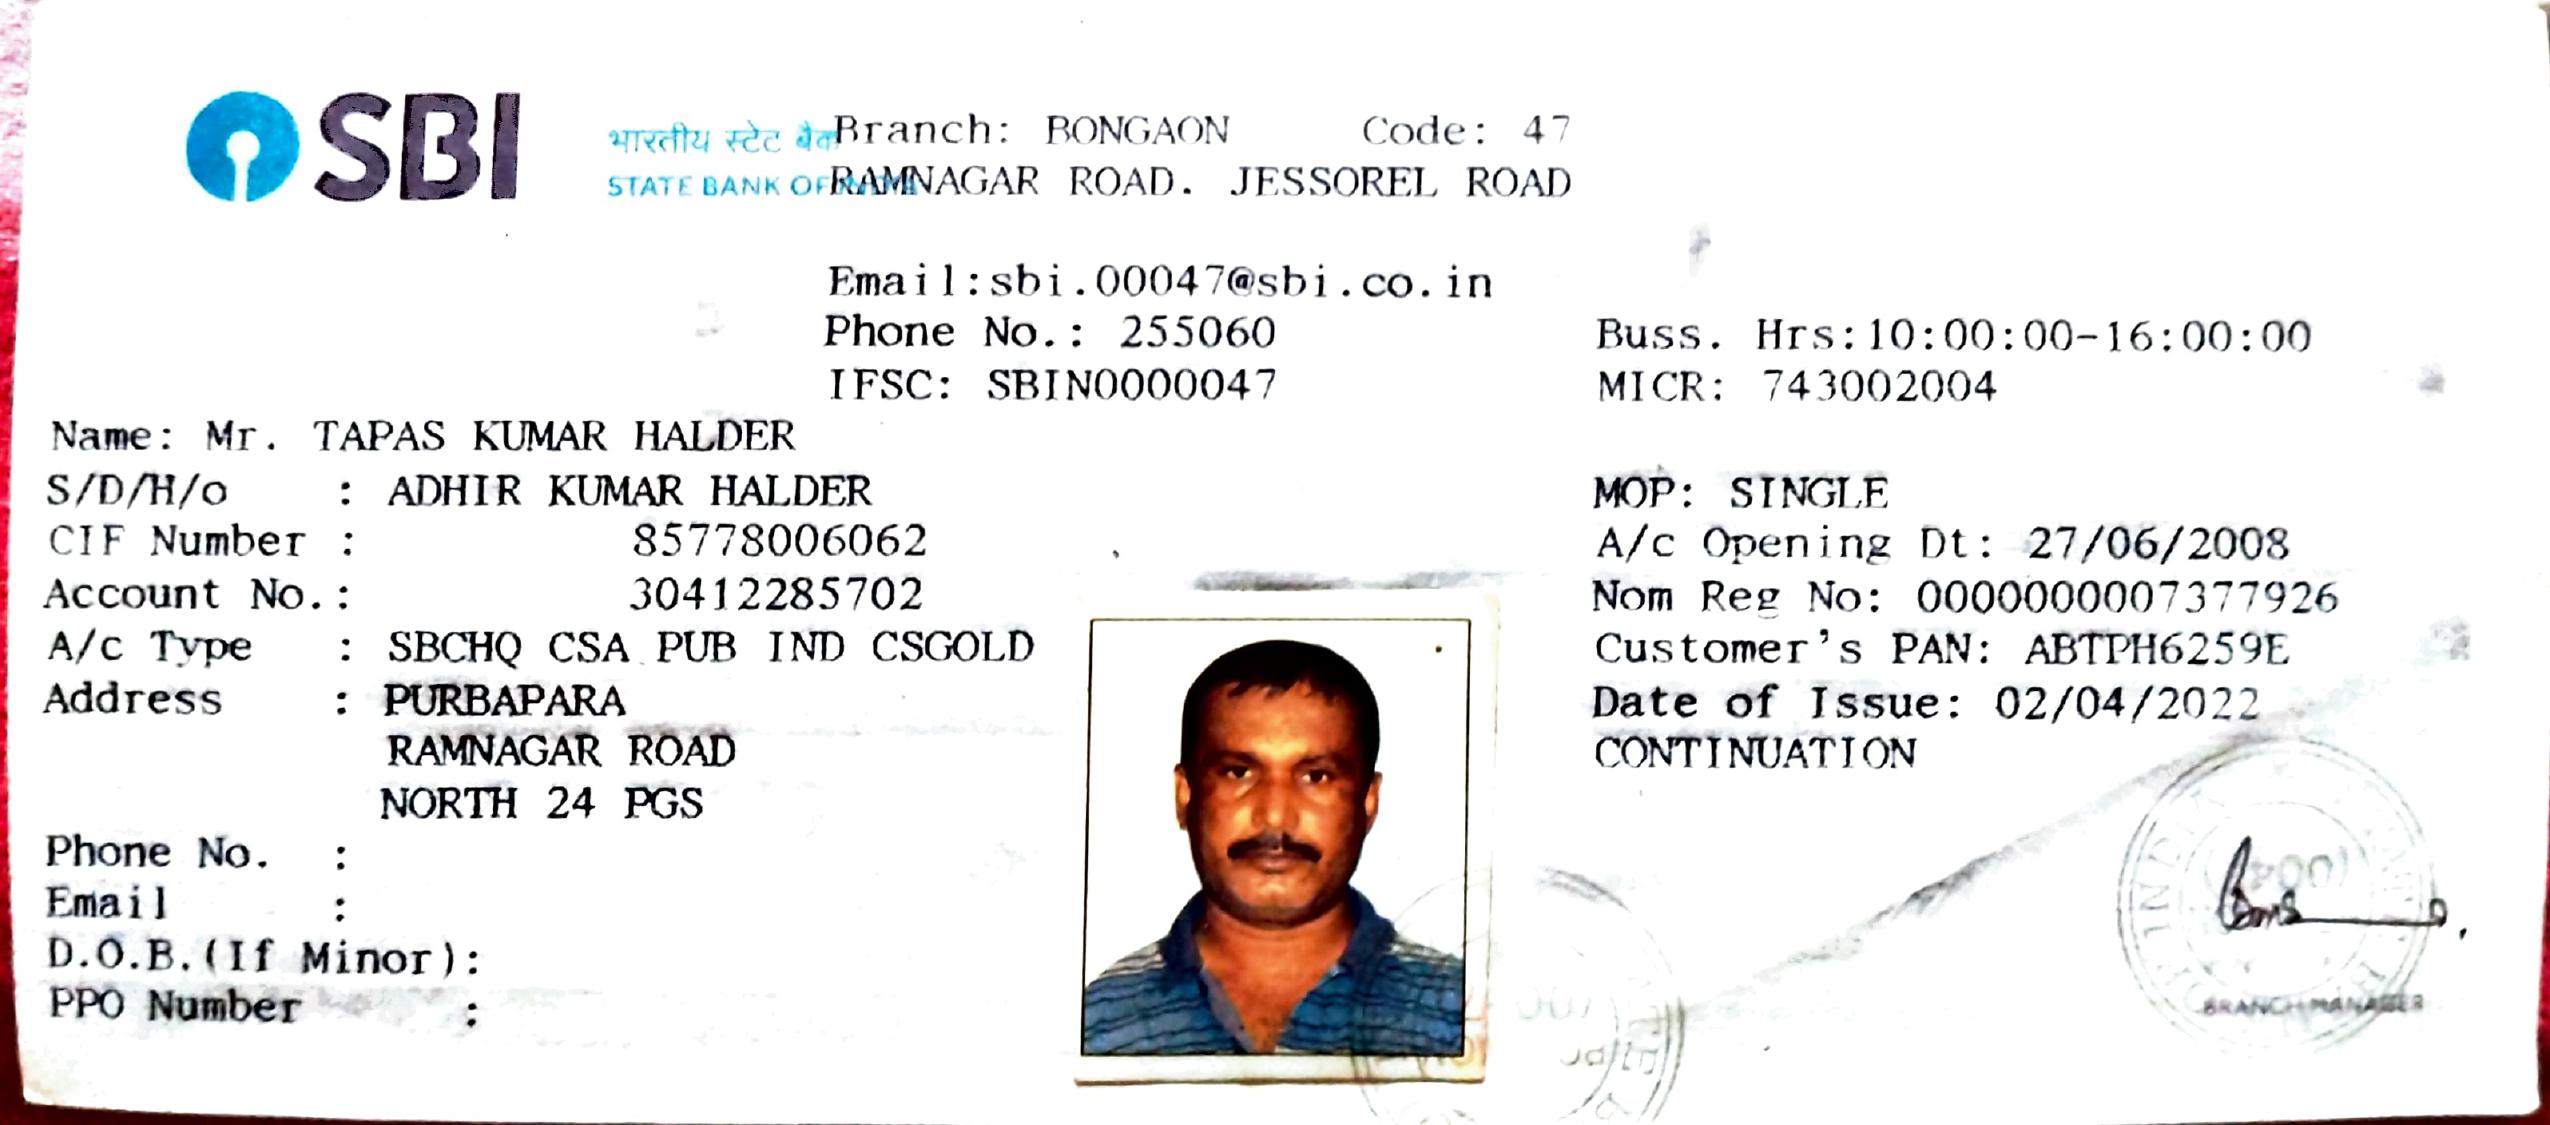 SBI
भारतीय स्टेट बैंक Branch: BONGAON Code: 47
STATE BANK OF RAMNAGAR ROAD. JESSOREL ROAD
Email:sbi.00047@sbi.co.in
Phone No.: 255060 Buss. Hrs:10:00:00-16:00:00
IFSC: SBIN0000047 MICR: 743002004
Name: Mr. TAPAS KUMAR HALDER
S/D/H/o : ADHIR KUMAR HALDER MOP: SINGLE
CIF Number : 85778006062 A/c Opening Dt: 27/06/2008
Account No.: 30412285702 Nom Reg No: 0000000007377926
A/c Type : SBCHQ CSA PUB IND CSGOLD Customer's PAN: ABTPH6259E
Address : PURBAPARA Date of Issue: 02/04/2022
RAMNAGAR ROAD CONTINUATION
NORTH 24 PGS
Phone No. :
Email :
D.O.B.(If Minor):
PPO Number :
BRANCH MANAGER